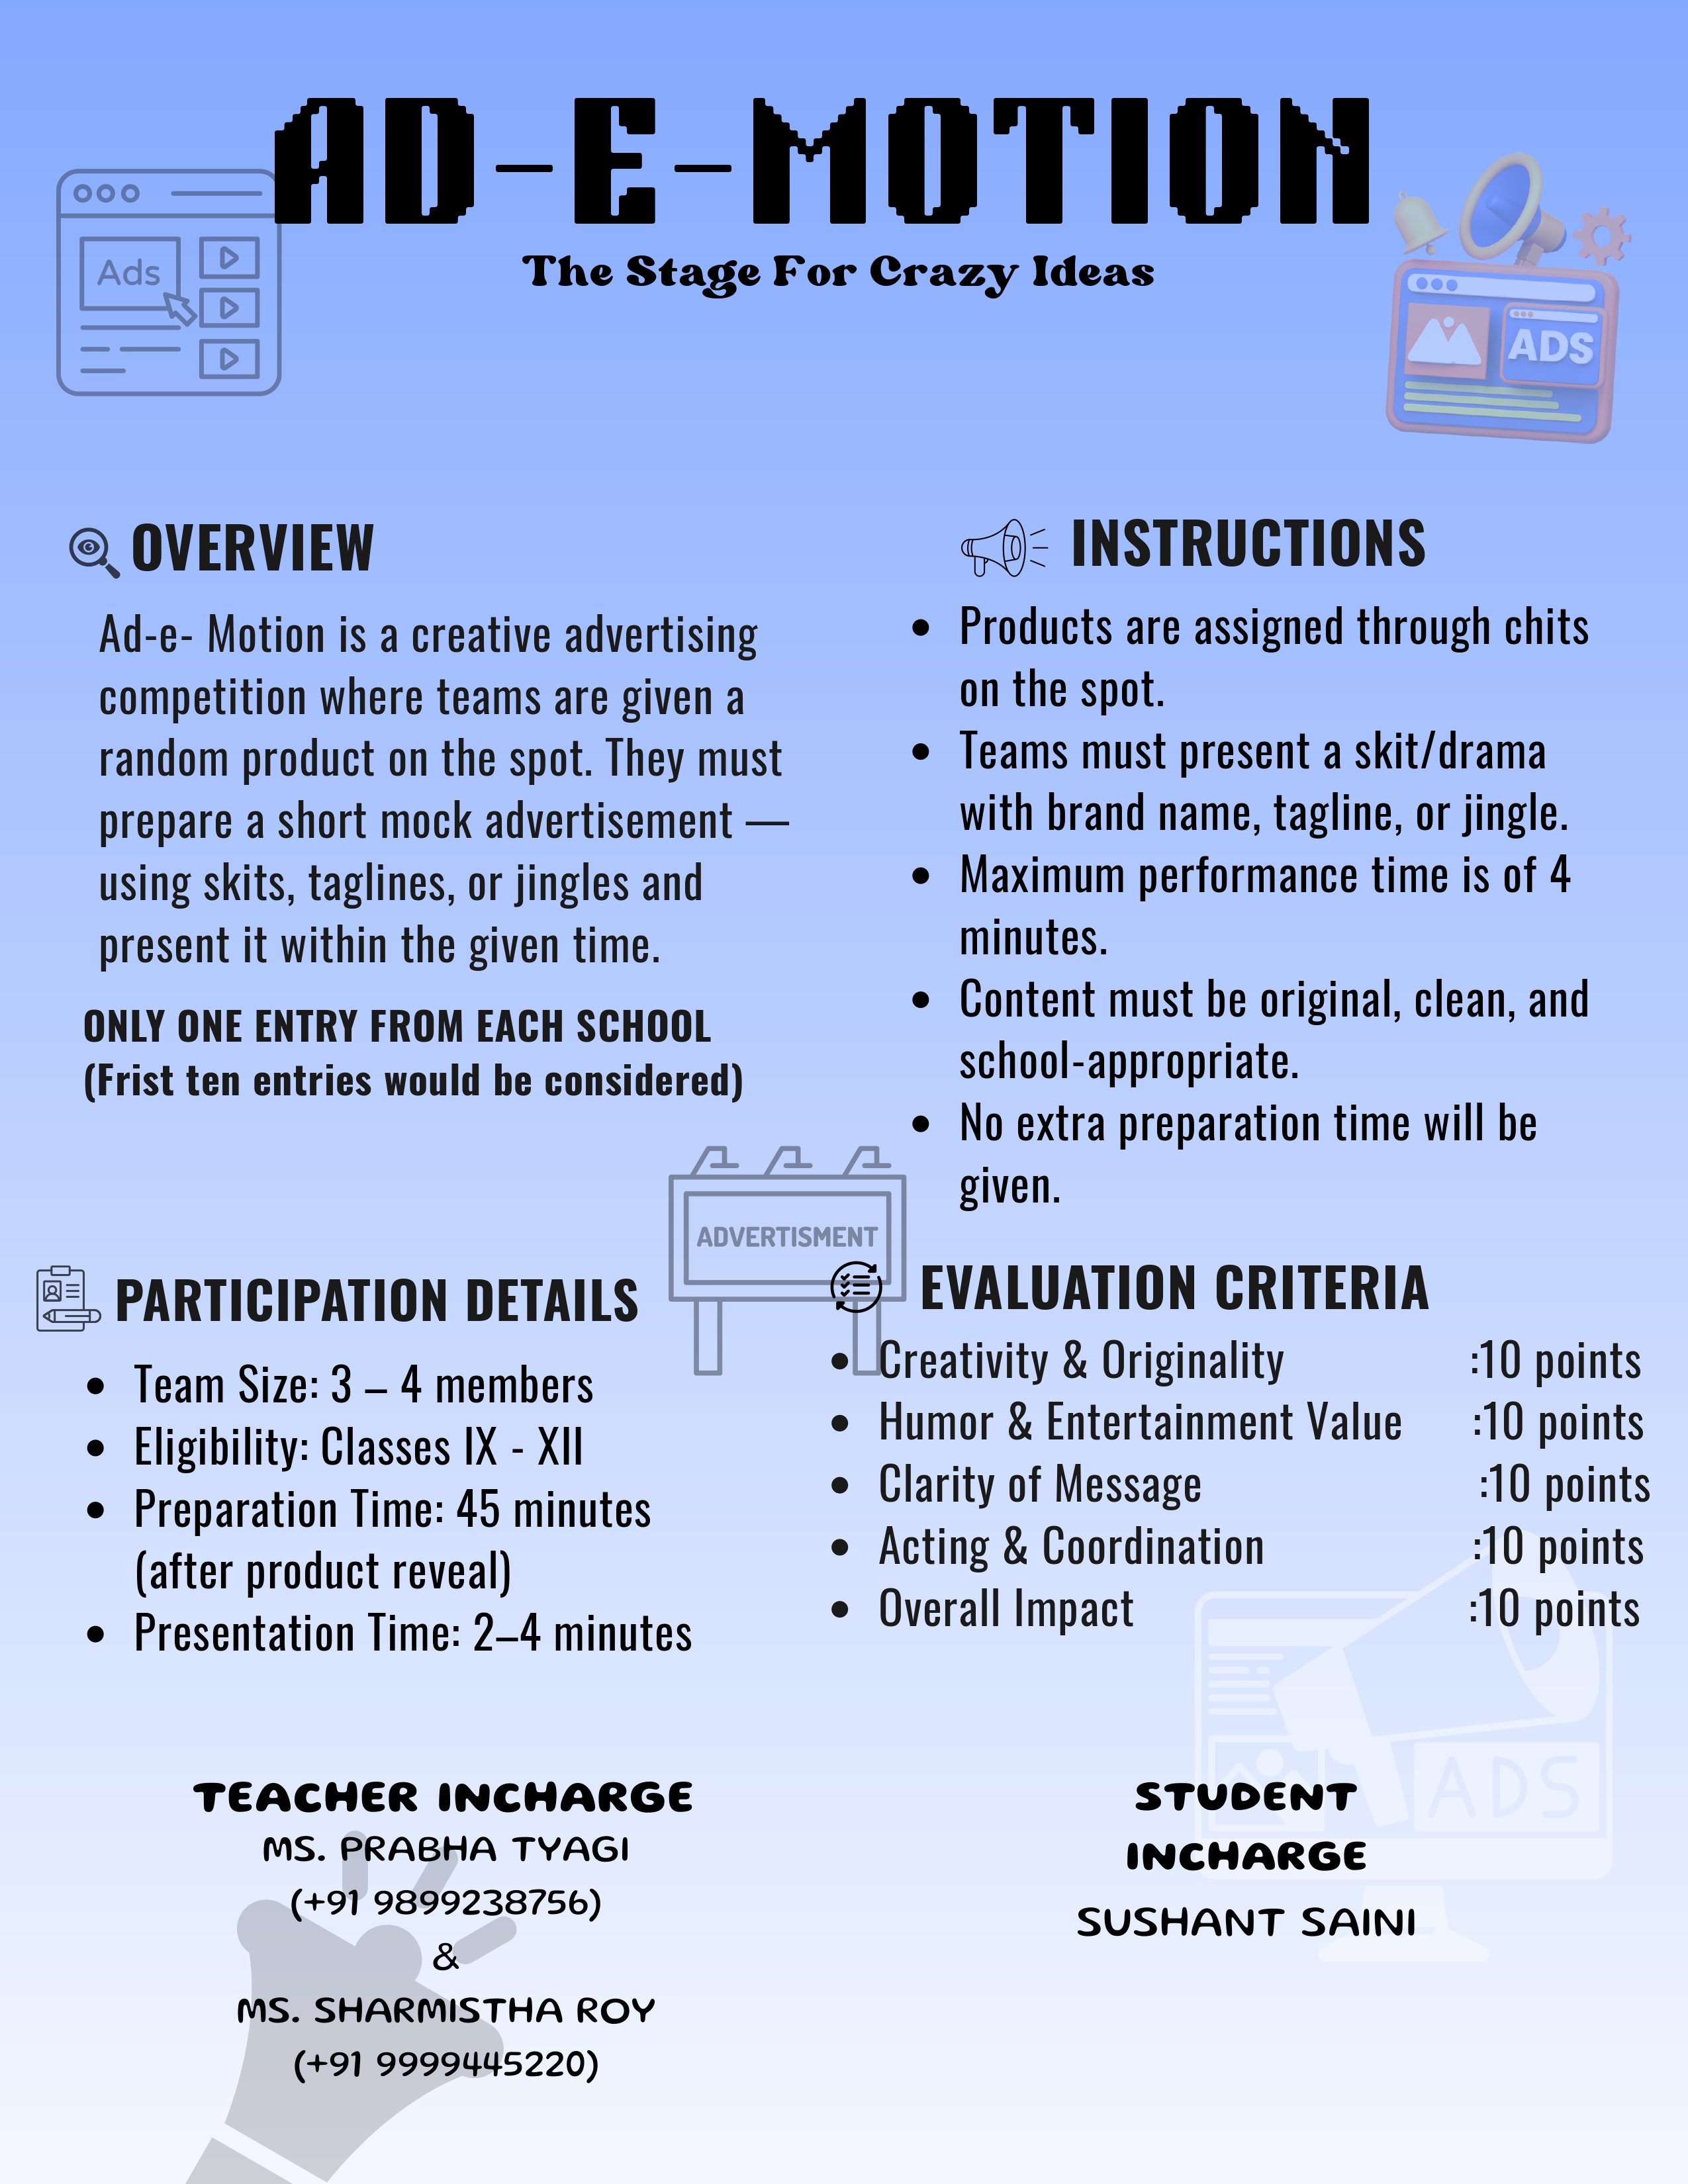 AD-E-MOTION
The Stage For Crazy Ideas
Ads
ADS
OVERVIEW
Ad-e- Motion is a creative advertising
competition where teams are given a
random product on the spot. They must
prepare a short mock advertisement —
using skits, taglines, or jingles and
present it within the given time.
ONLY ONE ENTRY FROM EACH SCHOOL
(Frist ten entries would be considered)
INSTRUCTIONS
• Products are assigned through chits
on the spot.
• Teams must present a skit/drama
with brand name, tagline, or jingle.
• Maximum performance time is of 4
minutes.
• Content must be original, clean, and
school-appropriate.
• No extra preparation time will be
given.
ADVERTISMENT
PARTICIPATION DETAILS
• Team Size: 3 – 4 members
• Eligibility: Classes IX - XII
• Preparation Time: 45 minutes
(after product reveal)
• Presentation Time: 2–4 minutes
EVALUATION CRITERIA
• Creativity & Originality :10 points
• Humor & Entertainment Value :10 points
• Clarity of Message :10 points
• Acting & Coordination :10 points
• Overall Impact :10 points
ADS
TEACHER INCHARGE
MS. PRABHA TYAGI
(+91 9899238756)
&
MS. SHARMISTHA ROY
(+91 9999445220)
STUDENT
INCHARGE
SUSHANT SAINI